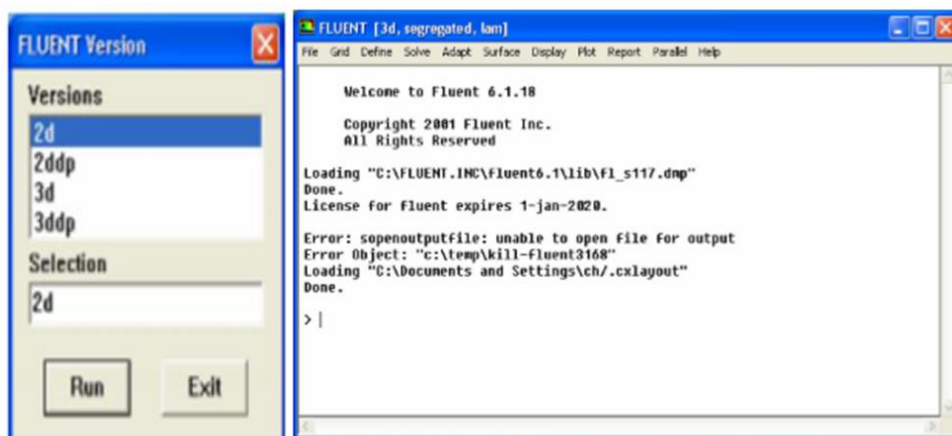 FLUENT Version
Versions
2d
2ddp
3d
3ddp
Selection
2d
Run Exit
FLUENT [3d, segregated, lam]
File Grid Define Solve Adapt Surface Display Plot Report Parallel Help
Welcome to Fluent 6.1.18
Copyright 2001 Fluent Inc.
All Rights Reserved
Loading "C:\FLUENT.INC\fluent6.1\lib\fl_s117.dmp"
Done.
License for fluent expires 1-jan-2020.
Error: sopenoutputfile: unable to open file for output
Error Object: "c:\temp\kill-fluent3168"
Loading "C:\Documents and Settings\ch/.cxlayout"
Done.
>